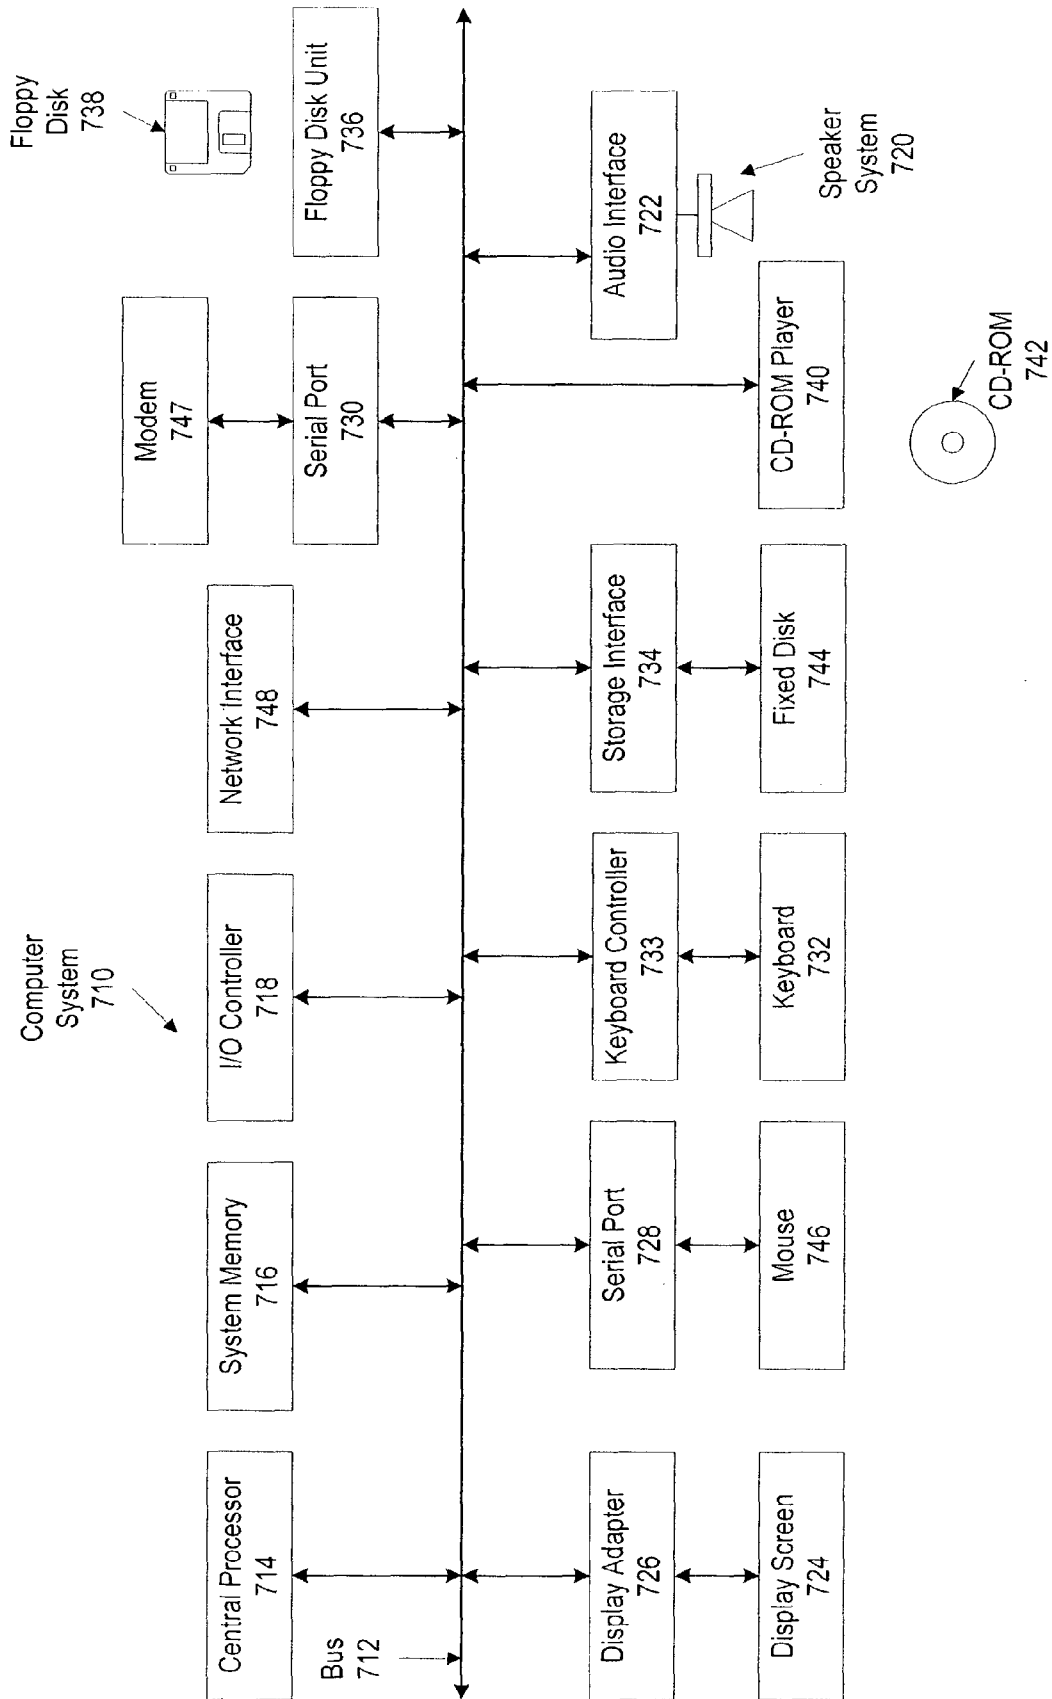 Computer
System
710
Floppy
Disk
738
Modem
747
Central Processor
714
System Memory
716
I/O Controller
718
Network Interface
748
Serial Port
730
Floppy Disk Unit
736
Bus
712
Display Adapter
726
Serial Port
728
Keyboard Controller
733
Storage Interface
734
Audio Interface
722
Display Screen
724
Mouse
746
Keyboard
732
Fixed Disk
744
CD-ROM Player
740
Speaker
System
720
CD-ROM
742